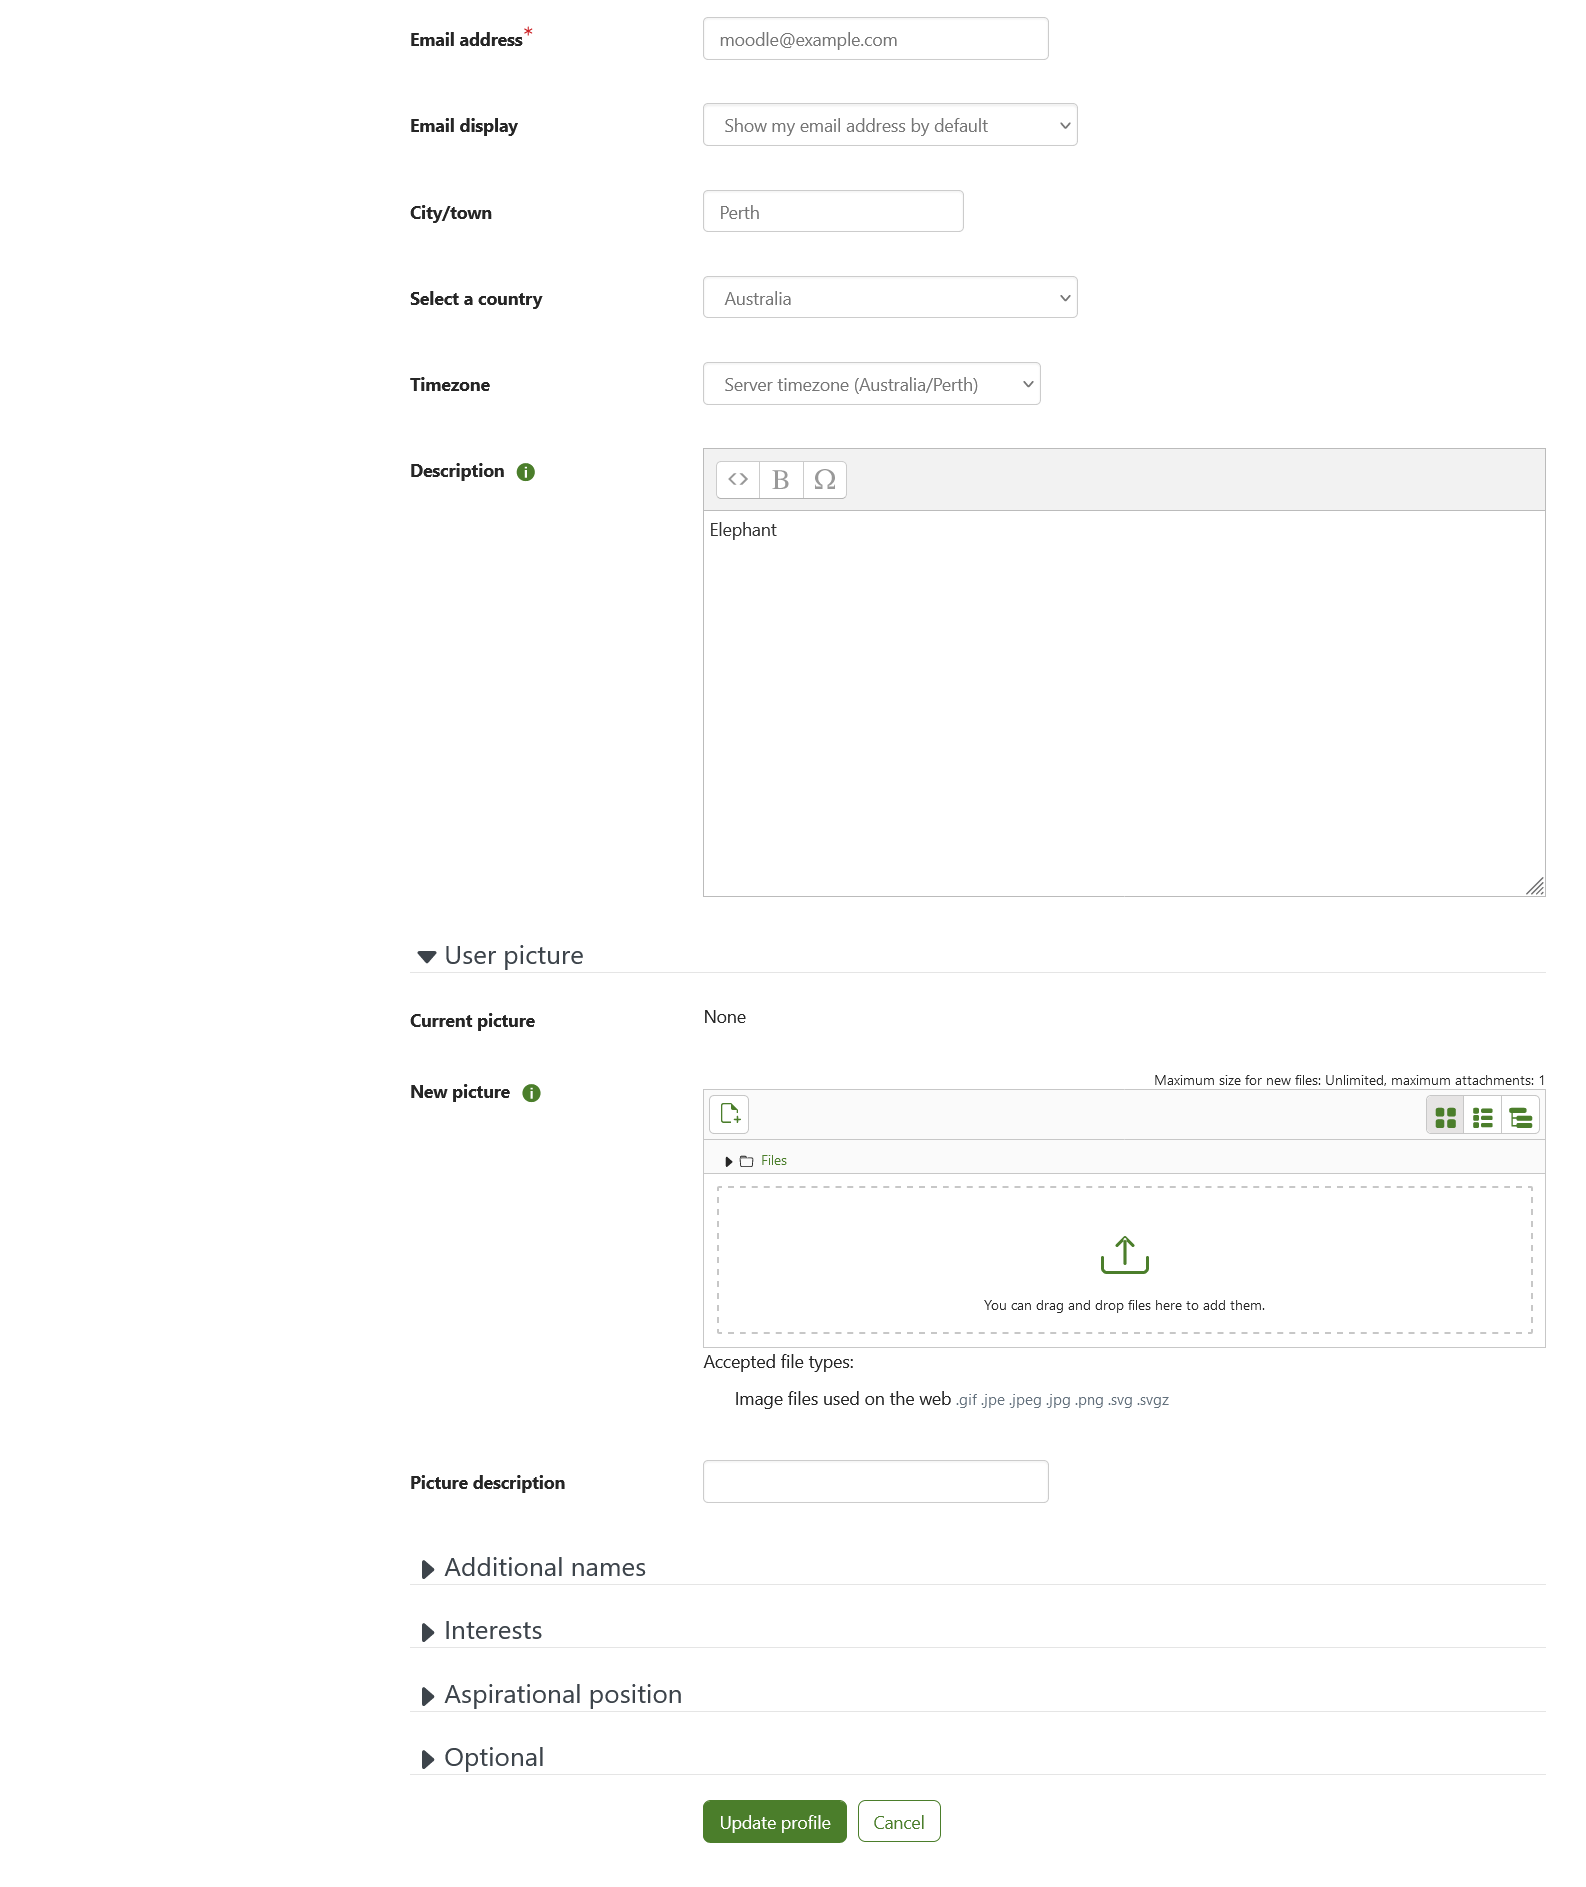 Email address*
moodle@example.com
Email display
Show my email address by default
City/town
Perth
Select a country
Australia
Timezone
Server timezone (Australia/Perth)
Description
B Ω
Elephant
User picture
Current picture
None
New picture
Maximum size for new files: Unlimited, maximum attachments: 1
Files
You can drag and drop files here to add them.
Accepted file types:
Image files used on the web .gif .jpe .jpeg .jpg .png .svg .svgz
Picture description
Additional names
Interests
Aspirational position
Optional
Update profile
Cancel